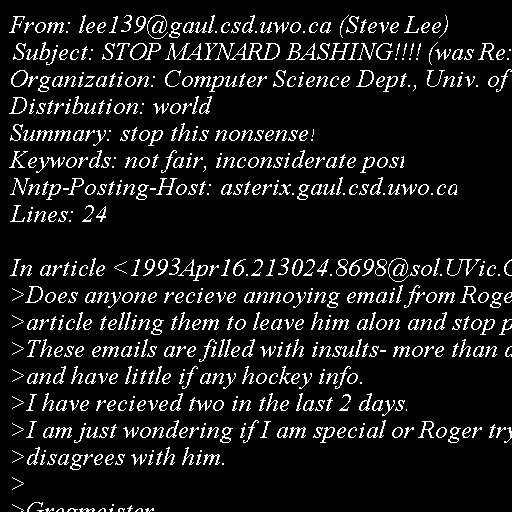 From: lee139@gaul.csd.uwo.ca (Steve Lee)
Subject: STOP MAYNARD BASHING!!!! (was Re:
Organization: Computer Science Dept., Univ. of
Distribution: world
Summary: stop this nonsense!
Keywords: not fair, inconsiderate post
Nntp-Posting-Host: asterix.gaul.csd.uwo.ca
Lines: 24

In article <1993Apr16.213024.8698@sol.UVic.
>Does anyone recieve annoying email from Roge
>article telling them to leave him alon and stop
>These emails are filled with insults- more than
>and have little if any hockey info.
>I have recieved two in the last 2 days.
>I am just wondering if I am special or Roger try
>disagrees with him.
>
>Gregmeister